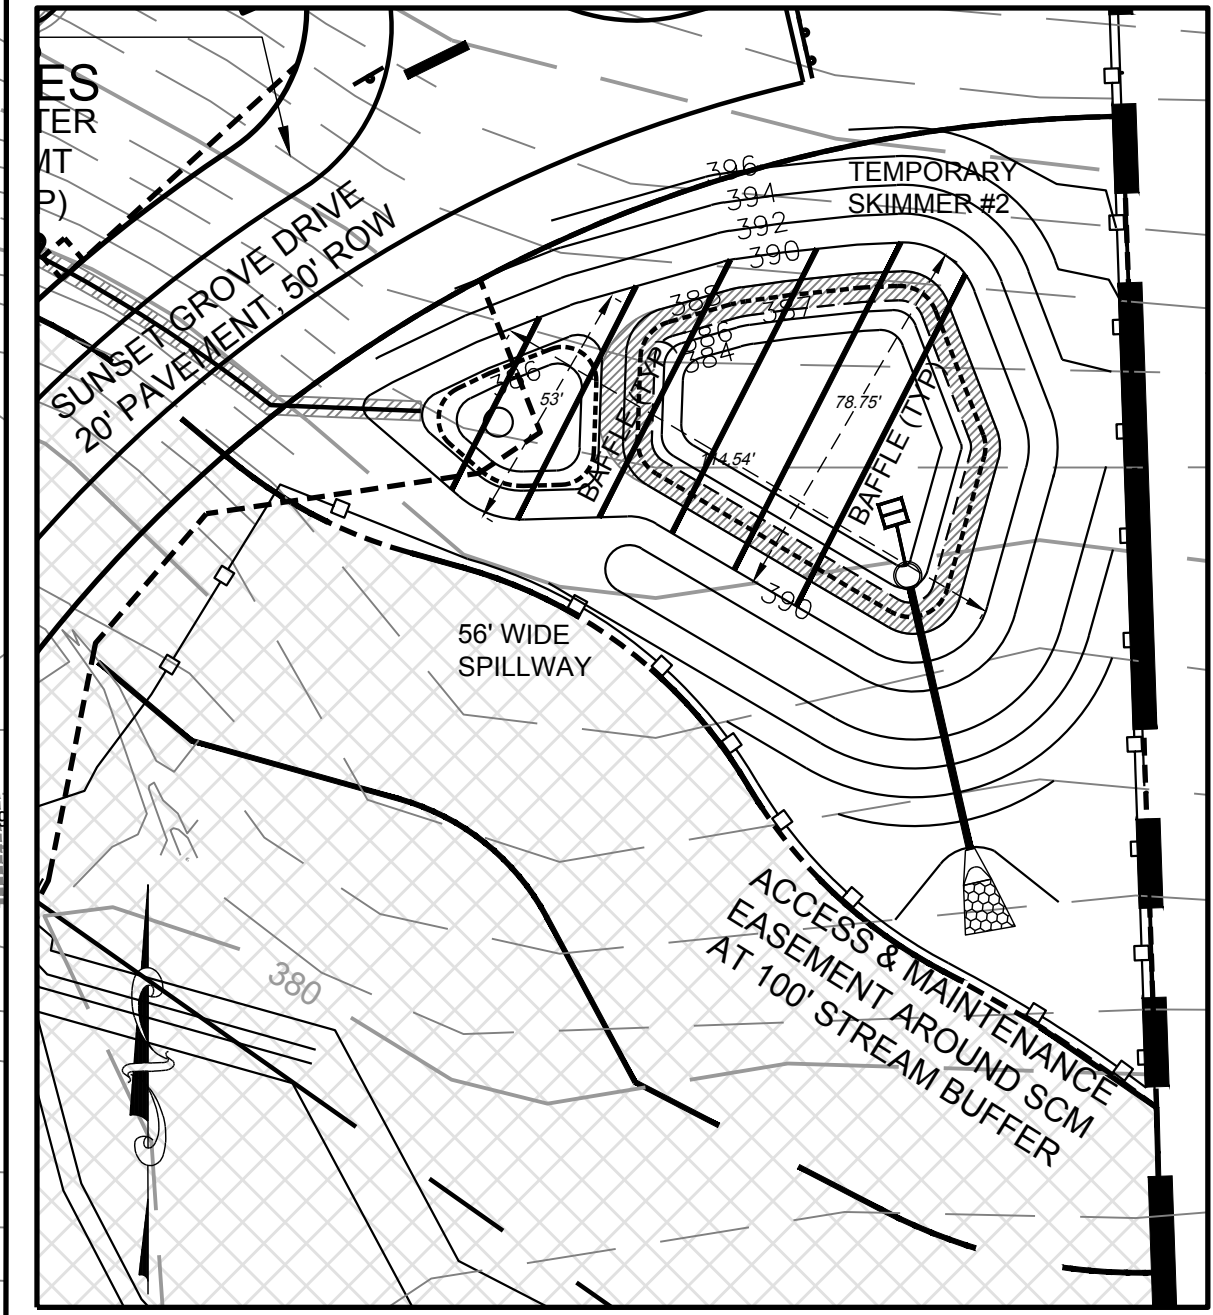 ES
TER
MT
P)
SUNSET GROVE DRIVE
20' PAVEMENT, 50' ROW
396
394
392
390
TEMPORARY
SKIMMER #2
388
387
386
384
386
53'
78.75'
114.54'
BAFFLE (TYP)
BAFFLE (TYP)
390
56' WIDE
SPILLWAY
ACCESS & MAINTENANCE
EASEMENT AROUND SCM
AT 100' STREAM BUFFER
380